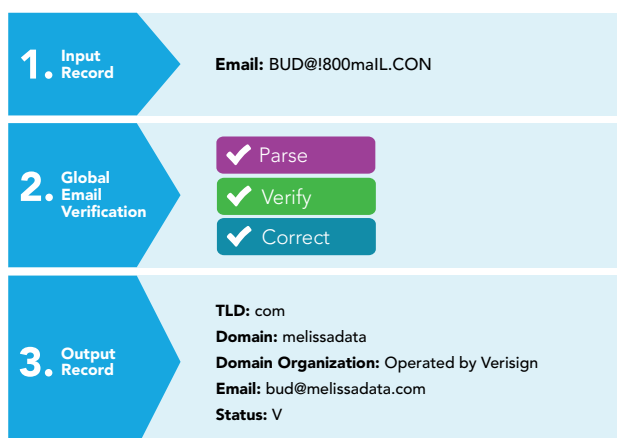 1. Input Record
Email: BUD@!800maIL.CON
2. Global Email Verification
Parse
Verify
Correct
3. Output Record
TLD: com
Domain: melissadata
Domain Organization: Operated by Verisign
Email: bud@melissadata.com
Status: V